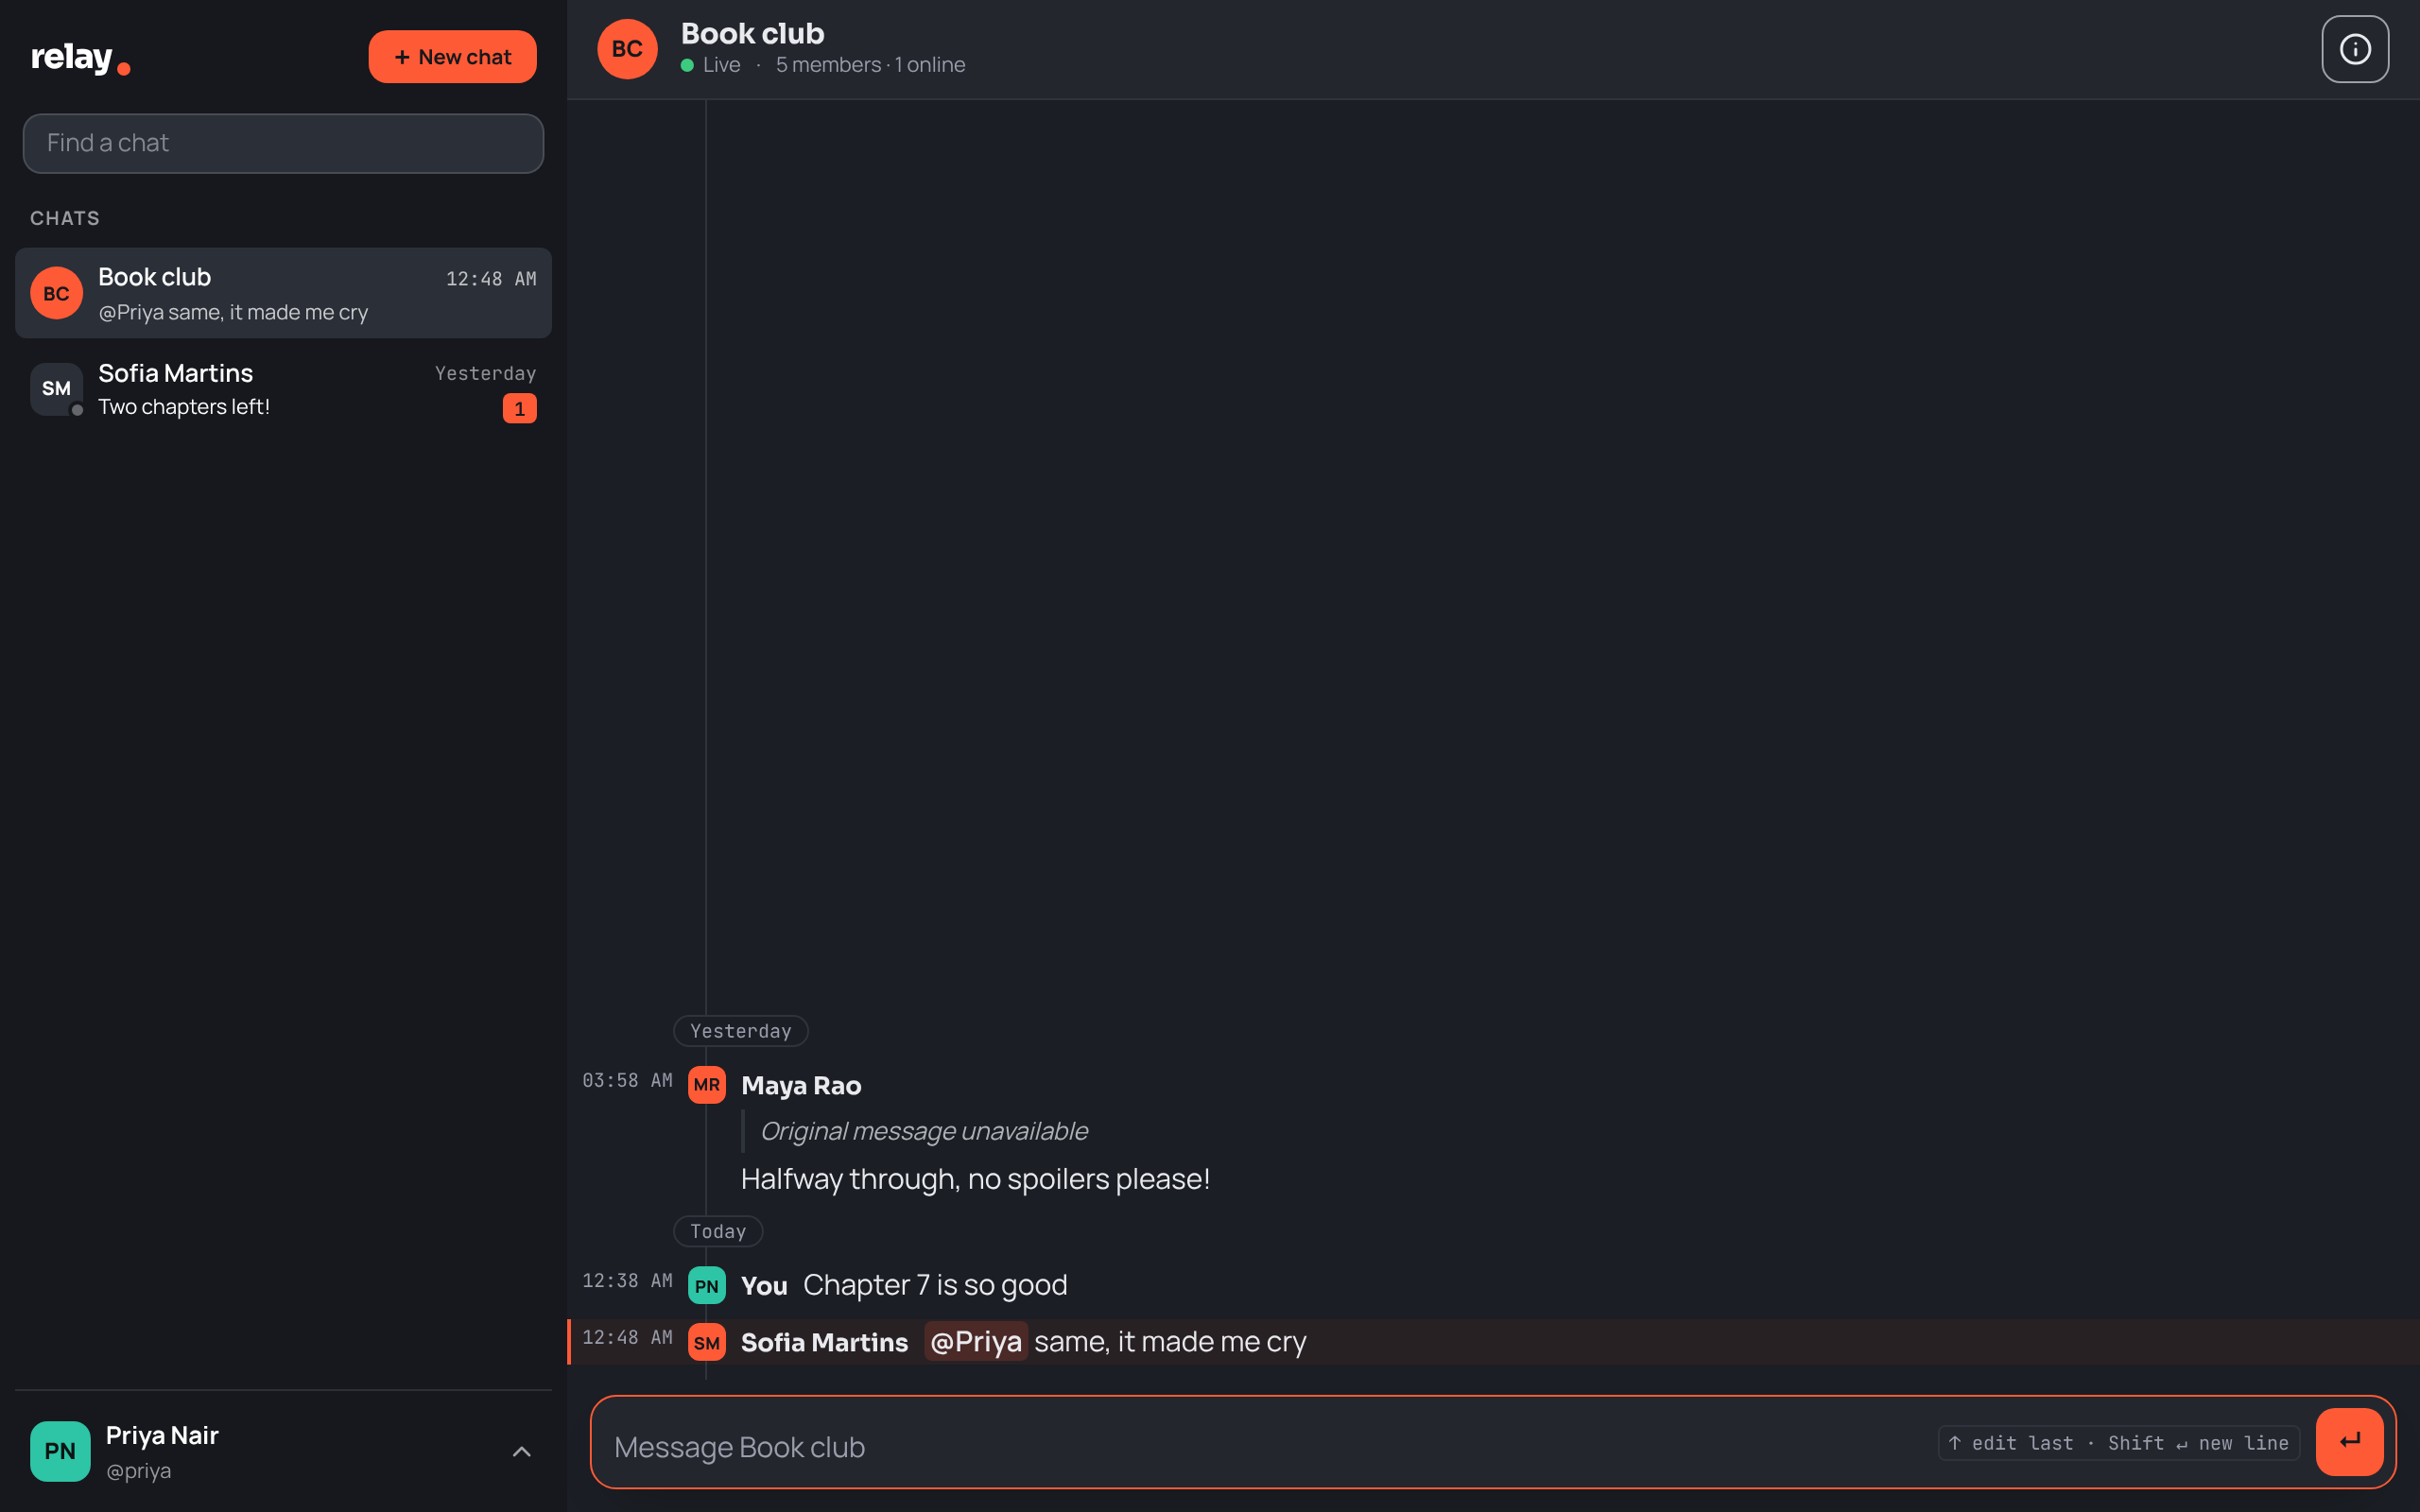 relay.
+ New chat
Find a chat
CHATS
BC
Book club
12:48 AM
@Priya same, it made me cry
SM
Sofia Martins
Yesterday
Two chapters left!
1
PN
Priya Nair
@priya
BC
Book club
Live · 5 members · 1 online
Yesterday
03:58 AM MR Maya Rao
Original message unavailable
Halfway through, no spoilers please!
Today
12:38 AM PN You Chapter 7 is so good
12:48 AM SM Sofia Martins @Priya same, it made me cry
Message Book club
↑ edit last · Shift ↵ new line